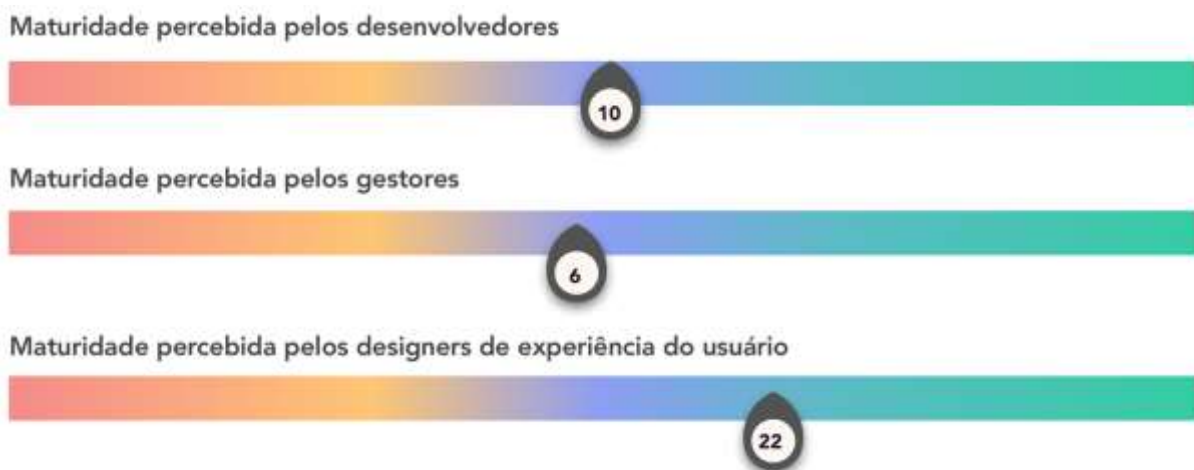 Maturidade percebida pelos desenvolvedores
10
Maturidade percebida pelos gestores
6
Maturidade percebida pelos designers de experiência do usuário
22